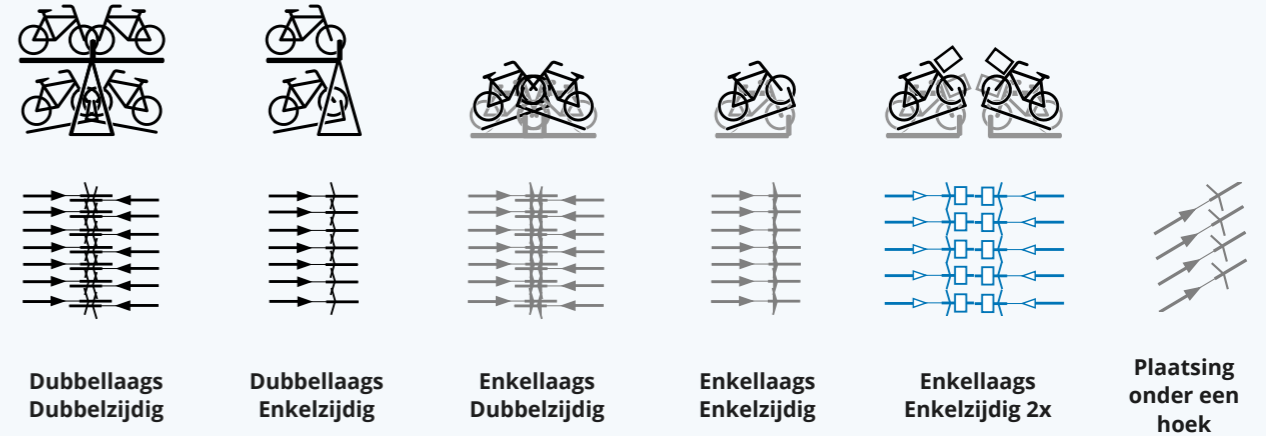 Dubbellaags
Dubbelzijdig
Dubbellaags
Enkelzijdig
Enkellaags
Dubbelzijdig
Enkellaags
Enkelzijdig
Enkellaags
Enkelzijdig 2x
Plaatsing
onder een
hoek